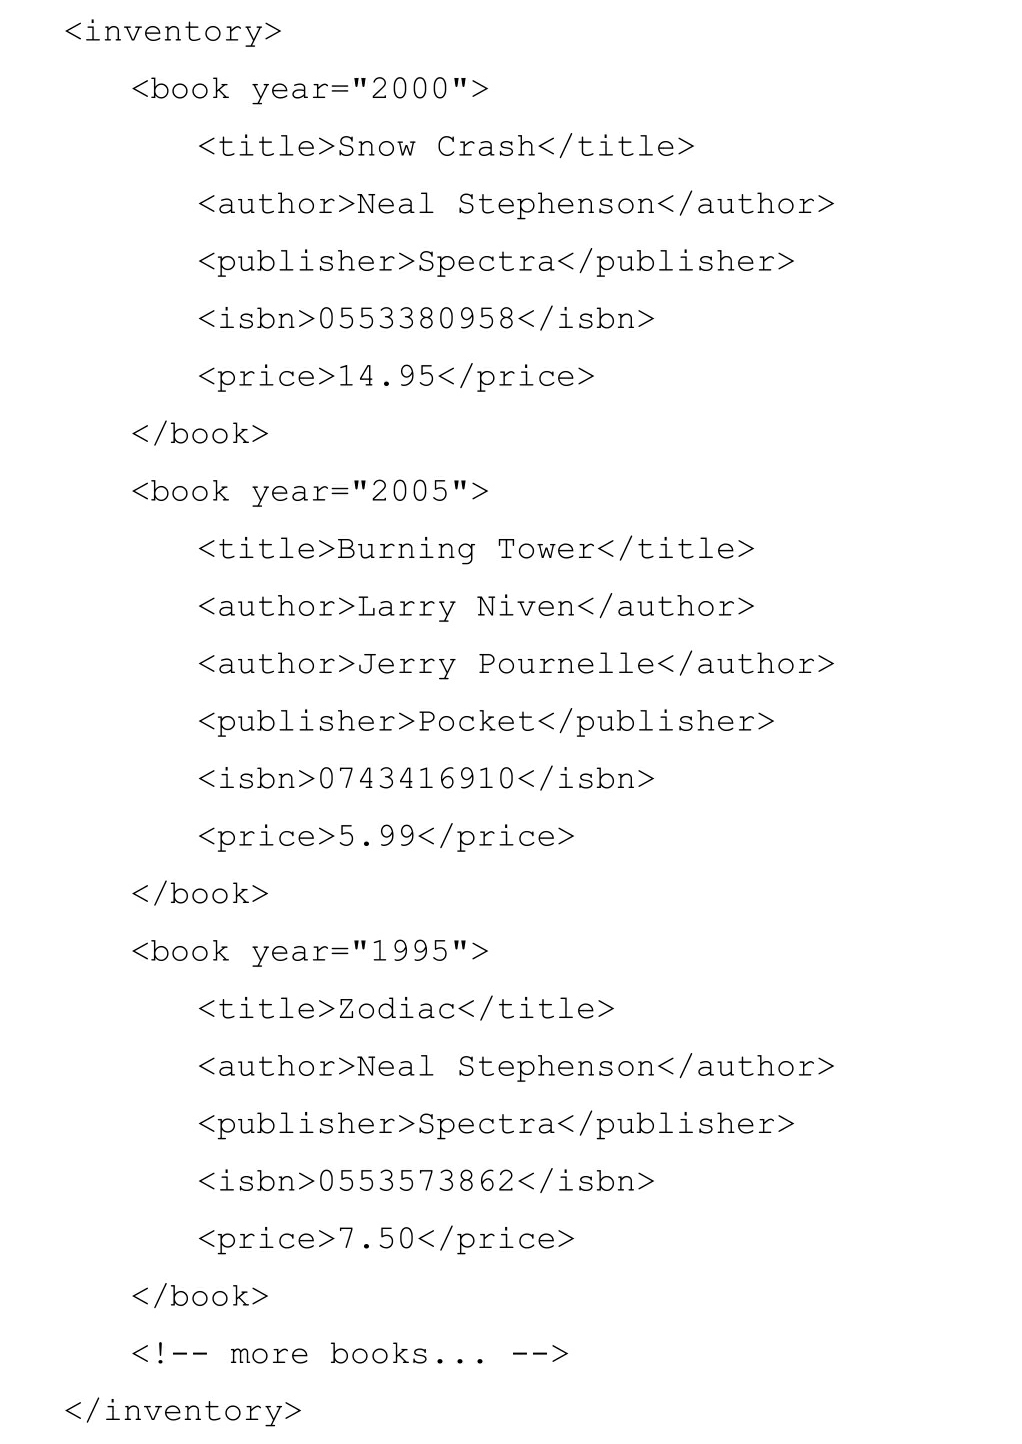 <inventory>
<book year="2000">
<title>Snow Crash</title>
<author>Neal Stephenson</author>
<publisher>Spectra</publisher>
<isbn>0553380958</isbn>
<price>14.95</price>
</book>
<book year="2005">
<title>Burning Tower</title>
<author>Larry Niven</author>
<author>Jerry Pournelle</author>
<publisher>Pocket</publisher>
<isbn>0743416910</isbn>
<price>5.99</price>
</book>
<book year="1995">
<title>Zodiac</title>
<author>Neal Stephenson</author>
<publisher>Spectra</publisher>
<isbn>0553573862</isbn>
<price>7.50</price>
</book>
<!-- more books... -->
</inventory>